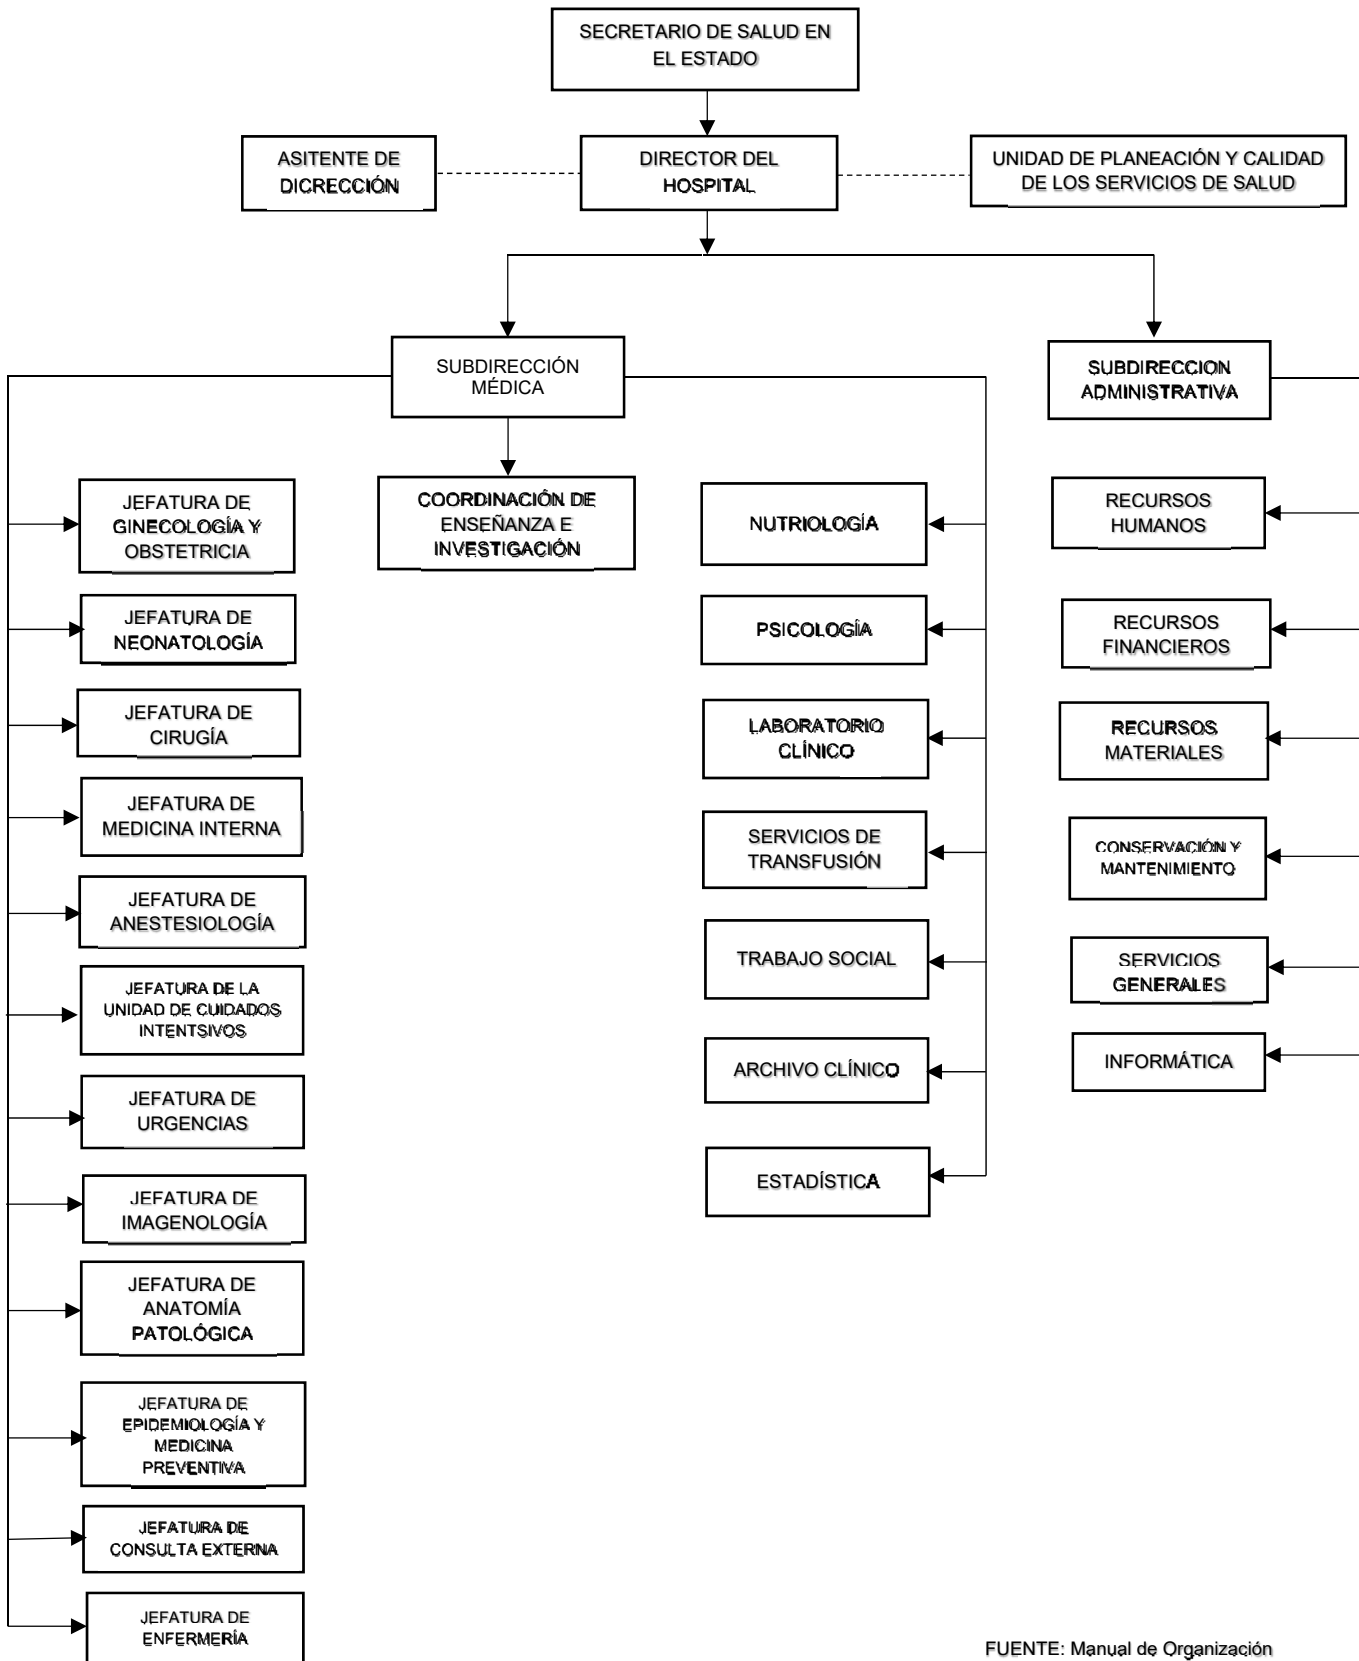 SECRETARIO DE SALUD EN
EL ESTADO
ASITENTE DE
DICRECCIÓN
DIRECTOR DEL
HOSPITAL
UNIDAD DE PLANEACIÓN Y CALIDAD
DE LOS SERVICIOS DE SALUD
SUBDIRECCIÓN
MÉDICA
SUBDIRECCION
ADMINISTRATIVA
JEFATURA DE
GINECOLOGÍA Y
OBSTETRICIA
JEFATURA DE
NEONATOLOGÍA
JEFATURA DE
CIRUGÍA
JEFATURA DE
MEDICINA INTERNA
JEFATURA DE
ANESTESIOLOGÍA
JEFATURA DE LA
UNIDAD DE CUIDADOS
INTENTSIVOS
JEFATURA DE
URGENCIAS
JEFATURA DE
IMAGENOLOGÍA
JEFATURA DE
ANATOMÍA
PATOLÓGICA
JEFATURA DE
EPIDEMIOLOGÍA Y
MEDICINA
PREVENTIVA
JEFATURA DE
CONSULTA EXTERNA
JEFATURA DE
ENFERMERÍA
COORDINACIÓN DE
ENSEÑANZA E
INVESTIGACIÓN
NUTRIOLOGÍA
PSICOLOGÍA
LABORATORIO
CLÍNICO
SERVICIOS DE
TRANSFUSIÓN
TRABAJO SOCIAL
ARCHIVO CLÍNICO
ESTADÍSTICA
RECURSOS
HUMANOS
RECURSOS
FINANCIEROS
RECURSOS
MATERIALES
CONSERVACIÓN Y
MANTENIMIENTO
SERVICIOS
GENERALES
INFORMÁTICA
FUENTE: Manual de Organización